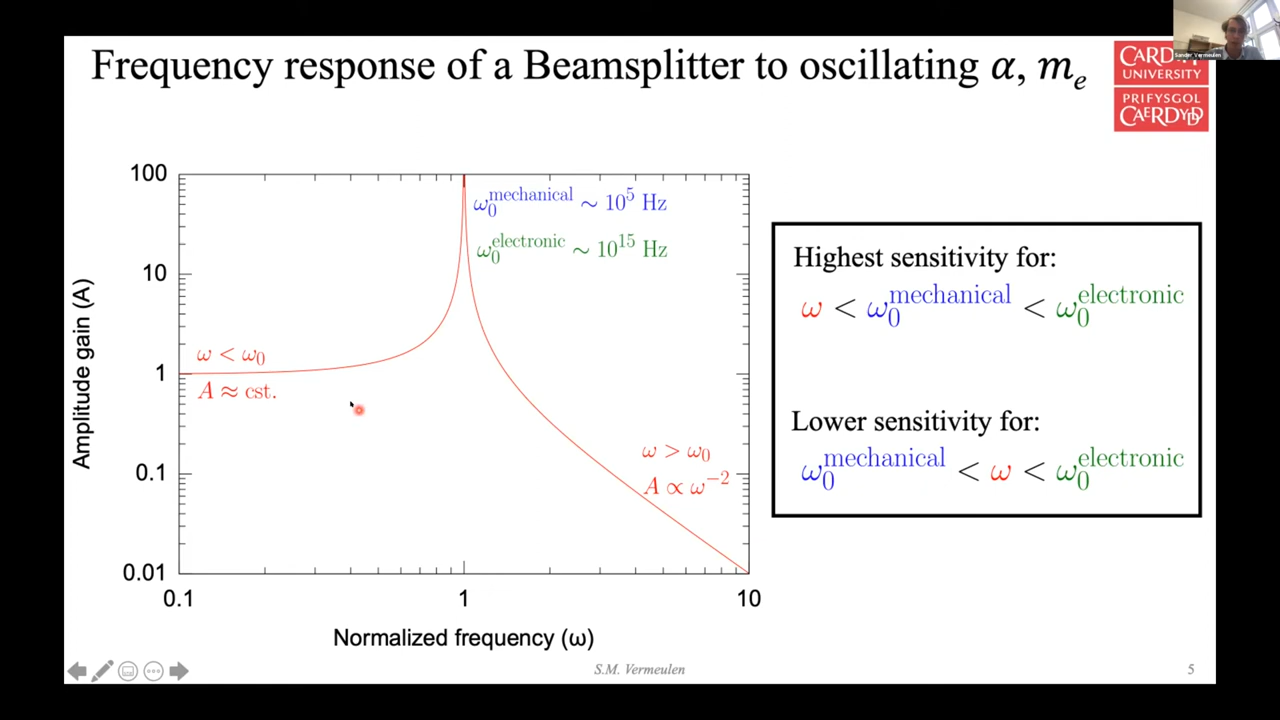 Sander Vermeulen
Frequency response of a Beamsplitter to oscillating α, mₑ
CARDIFF
UNIVERSITY
PRIFYSGOL
CAERDYDD
100
10
1
0.1
0.01
Amplitude gain (A)
ω₀^mechanical ∼ 10⁵ Hz
ω₀^electronic ∼ 10¹⁵ Hz
ω < ω₀
A ≈ cst.
ω > ω₀
A ∝ ω⁻²
0.1 1 10
Normalized frequency (ω)
Highest sensitivity for:
ω < ω₀^mechanical < ω₀^electronic
Lower sensitivity for:
ω₀^mechanical < ω < ω₀^electronic
S.M. Vermeulen
5